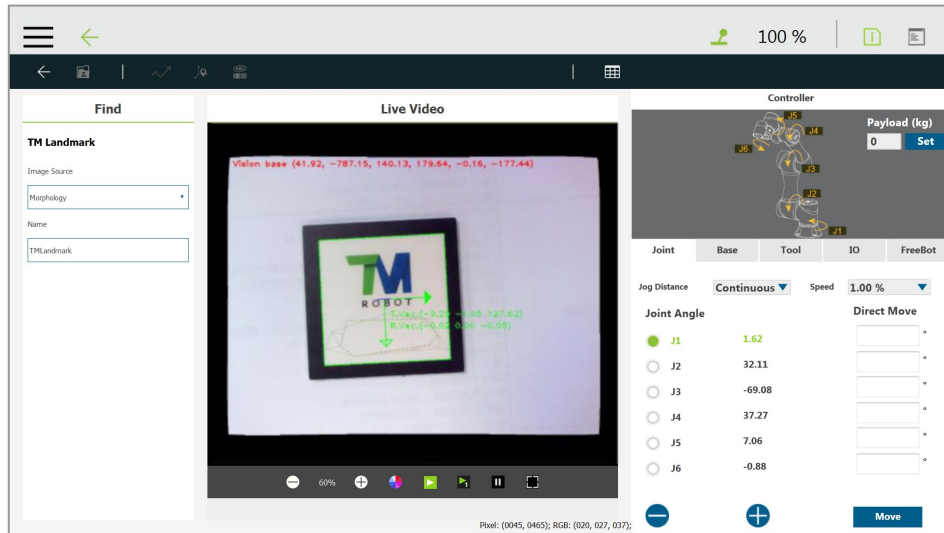 100 %
Find
TM Landmark
Image Source
Morphology
Name
TMLandmark
Live Video
Vision base (41.92, -787.15, 140.13, 179.64, -0.16, -177.44)
TM
ROBOT
R.Vec.(-0.02 0.00 -0.05)
60%
Controller
J5
J4
J6
J3
J2
J1
Payload (kg)
0 Set
Joint Base Tool IO FreeBot
Jog Distance Continuous Speed 1.00 %
Joint Angle Direct Move
J1 1.62 °
J2 32.11 °
J3 -69.08 °
J4 37.27 °
J5 7.06 °
J6 -0.88 °
Move
Pixel: (0045, 0465); RGB: (020, 027, 037);